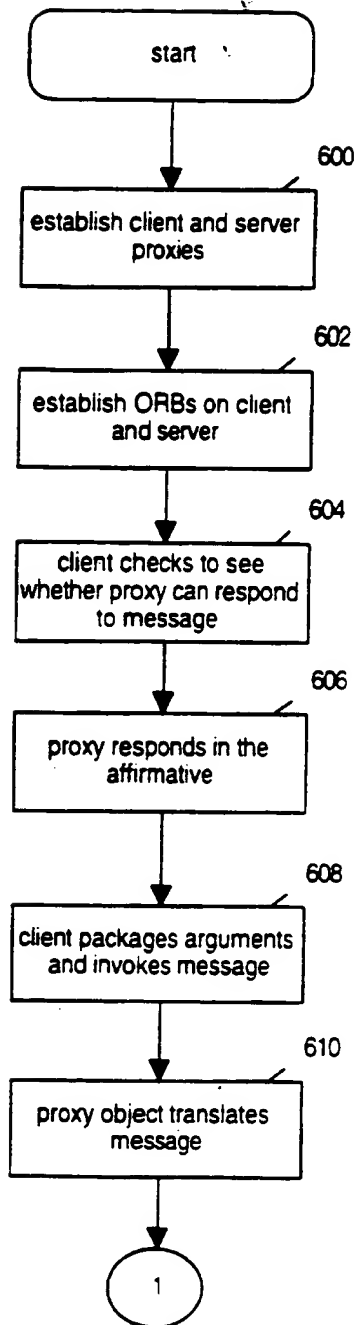 start
600
establish client and server
proxies
602
establish ORBs on client
and server
604
client checks to see
whether proxy can respond
to message
606
proxy responds in the
affirmative
608
client packages arguments
and invokes message
610
proxy object translates
message
1